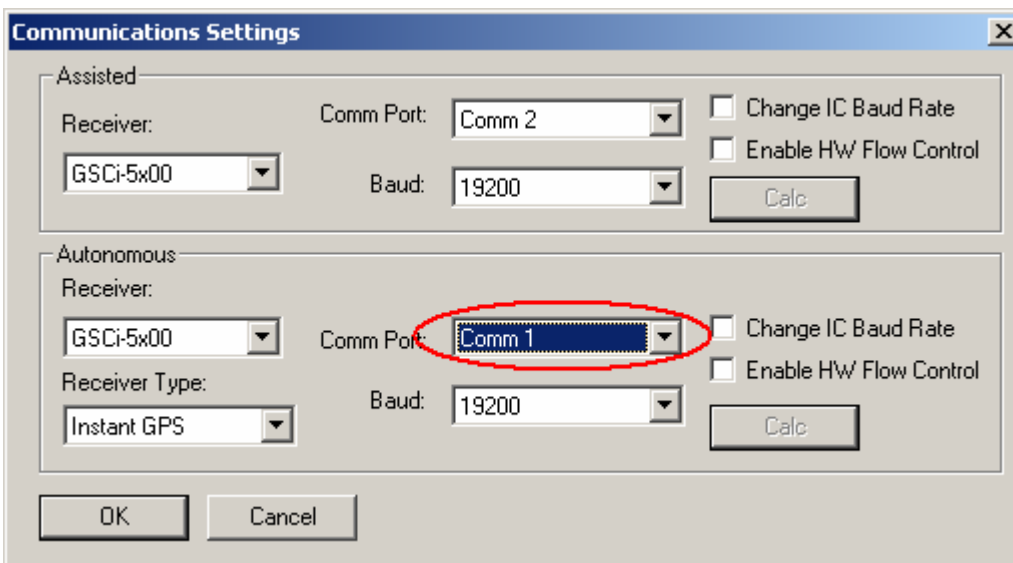 Communications Settings
Assisted
Receiver:
GSCi-5x00
Comm Port:
Comm 2
Baud:
19200
Change IC Baud Rate
Enable HW Flow Control
Calc
Autonomous
Receiver:
GSCi-5x00
Receiver Type:
Instant GPS
Comm Port:
Comm 1
Baud:
19200
Change IC Baud Rate
Enable HW Flow Control
Calc
OK
Cancel